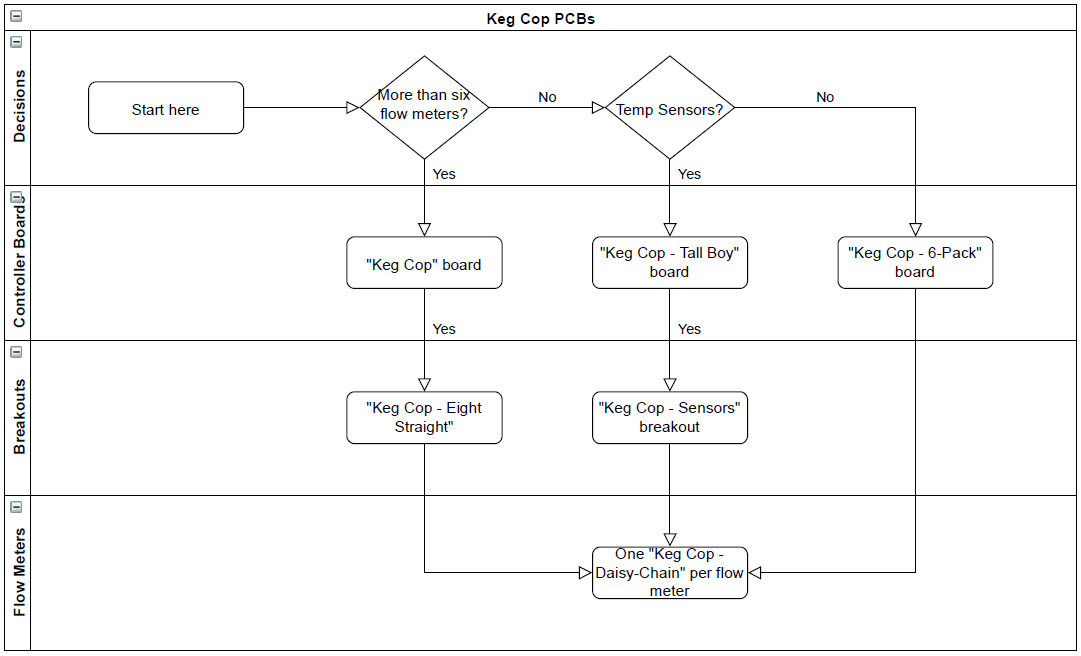 Keg Cop PCBs
Decisions
Start here
More than six
flow meters?
No
Temp Sensors?
No
Yes
Yes
Controller Boards
"Keg Cop" board
"Keg Cop - Tall Boy"
board
"Keg Cop - 6-Pack"
board
Yes
Yes
Breakouts
"Keg Cop - Eight
Straight"
"Keg Cop - Sensors"
breakout
Flow Meters
One "Keg Cop -
Daisy-Chain" per flow
meter